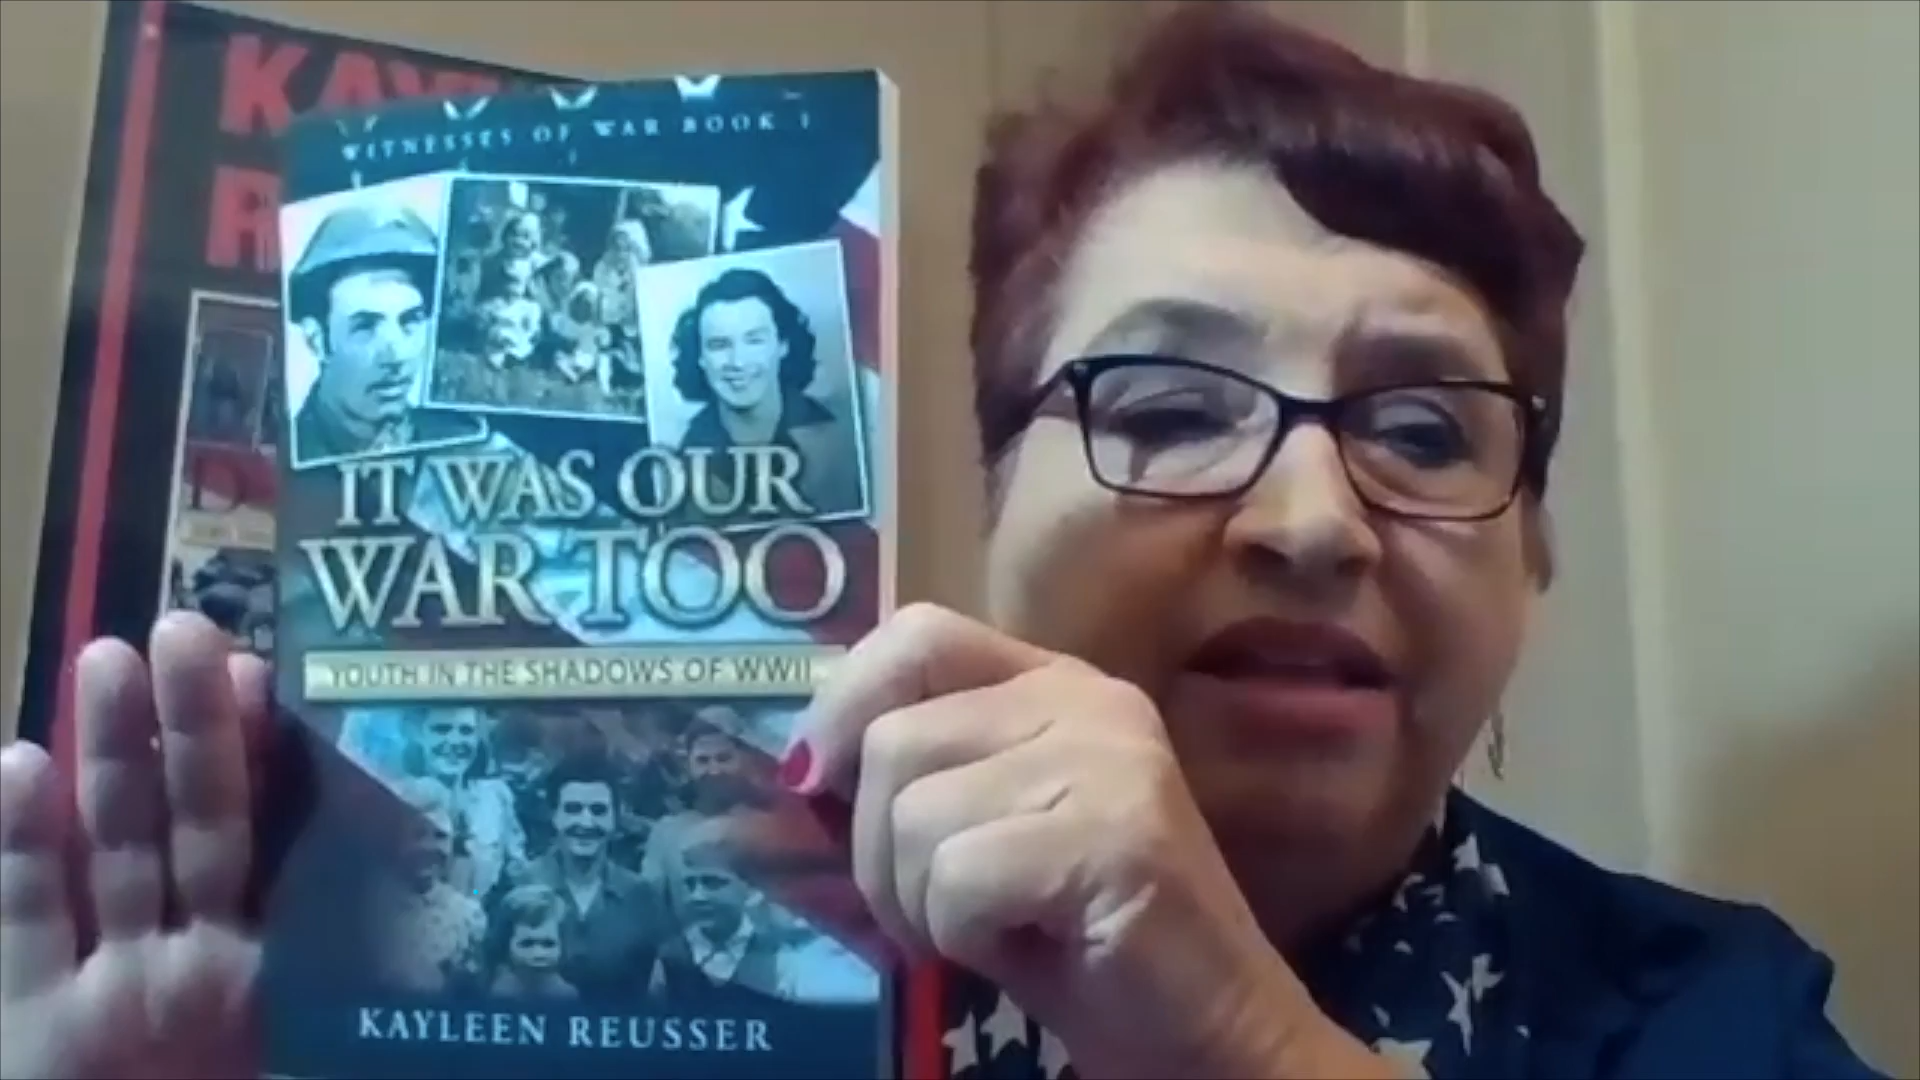 WITNESSES OF WAR BOOK 1
IT WAS OUR
WAR TOO
YOUTH IN THE SHADOWS OF WWII
KAYLEEN REUSSER